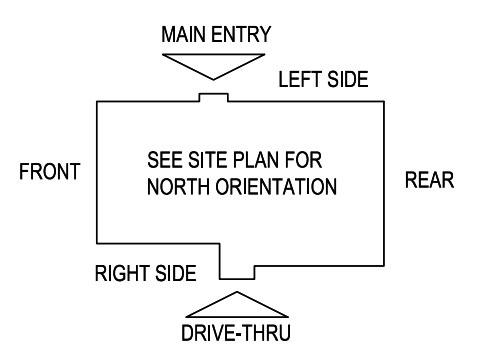 MAIN ENTRY
LEFT SIDE
FRONT
SEE SITE PLAN FOR
NORTH ORIENTATION
REAR
RIGHT SIDE
DRIVE-THRU